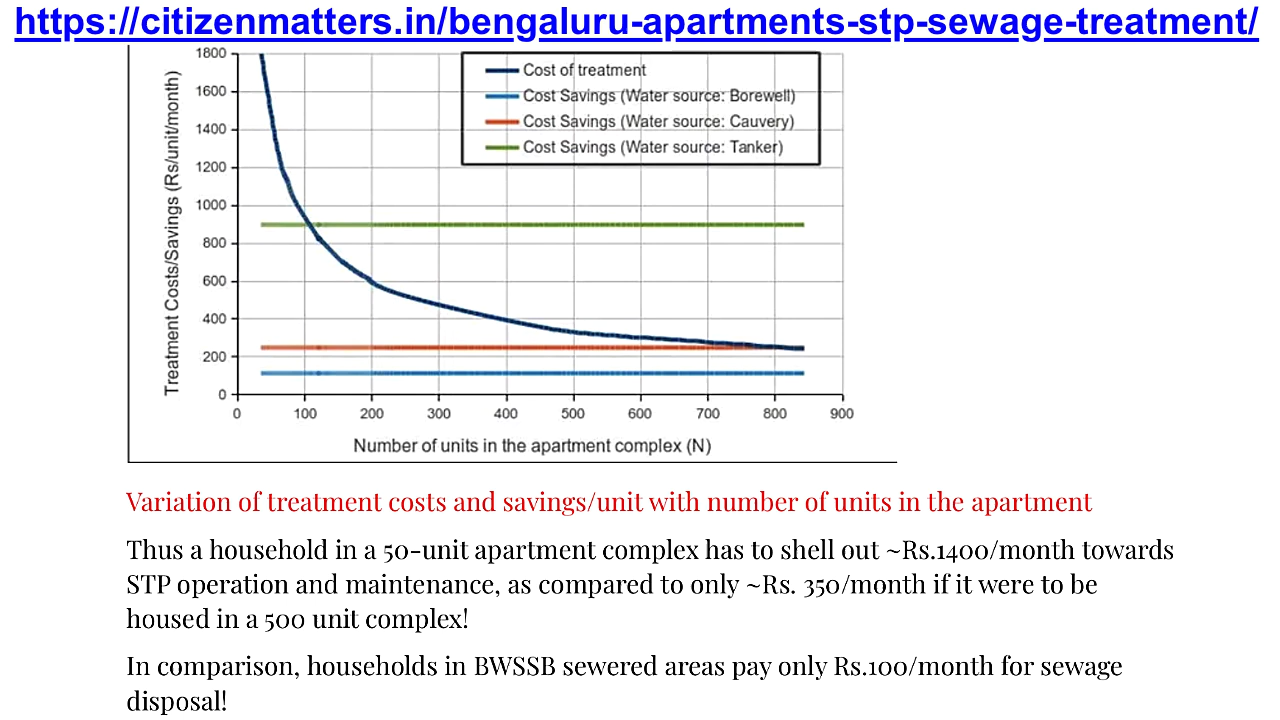 https://citizenmatters.in/bengaluru-apartments-stp-sewage-treatment/
Treatment Costs/Savings (Rs/unit/month)
1800
1600
1400
1200
1000
800
600
400
200
0
Cost of treatment
Cost Savings (Water source: Borewell)
Cost Savings (Water source: Cauvery)
Cost Savings (Water source: Tanker)
0 100 200 300 400 500 600 700 800 900
Number of units in the apartment complex (N)
Variation of treatment costs and savings/unit with number of units in the apartment
Thus a household in a 50-unit apartment complex has to shell out ~Rs.1400/month towards
STP operation and maintenance, as compared to only ~Rs. 350/month if it were to be
housed in a 500 unit complex!
In comparison, households in BWSSB sewered areas pay only Rs.100/month for sewage
disposal!